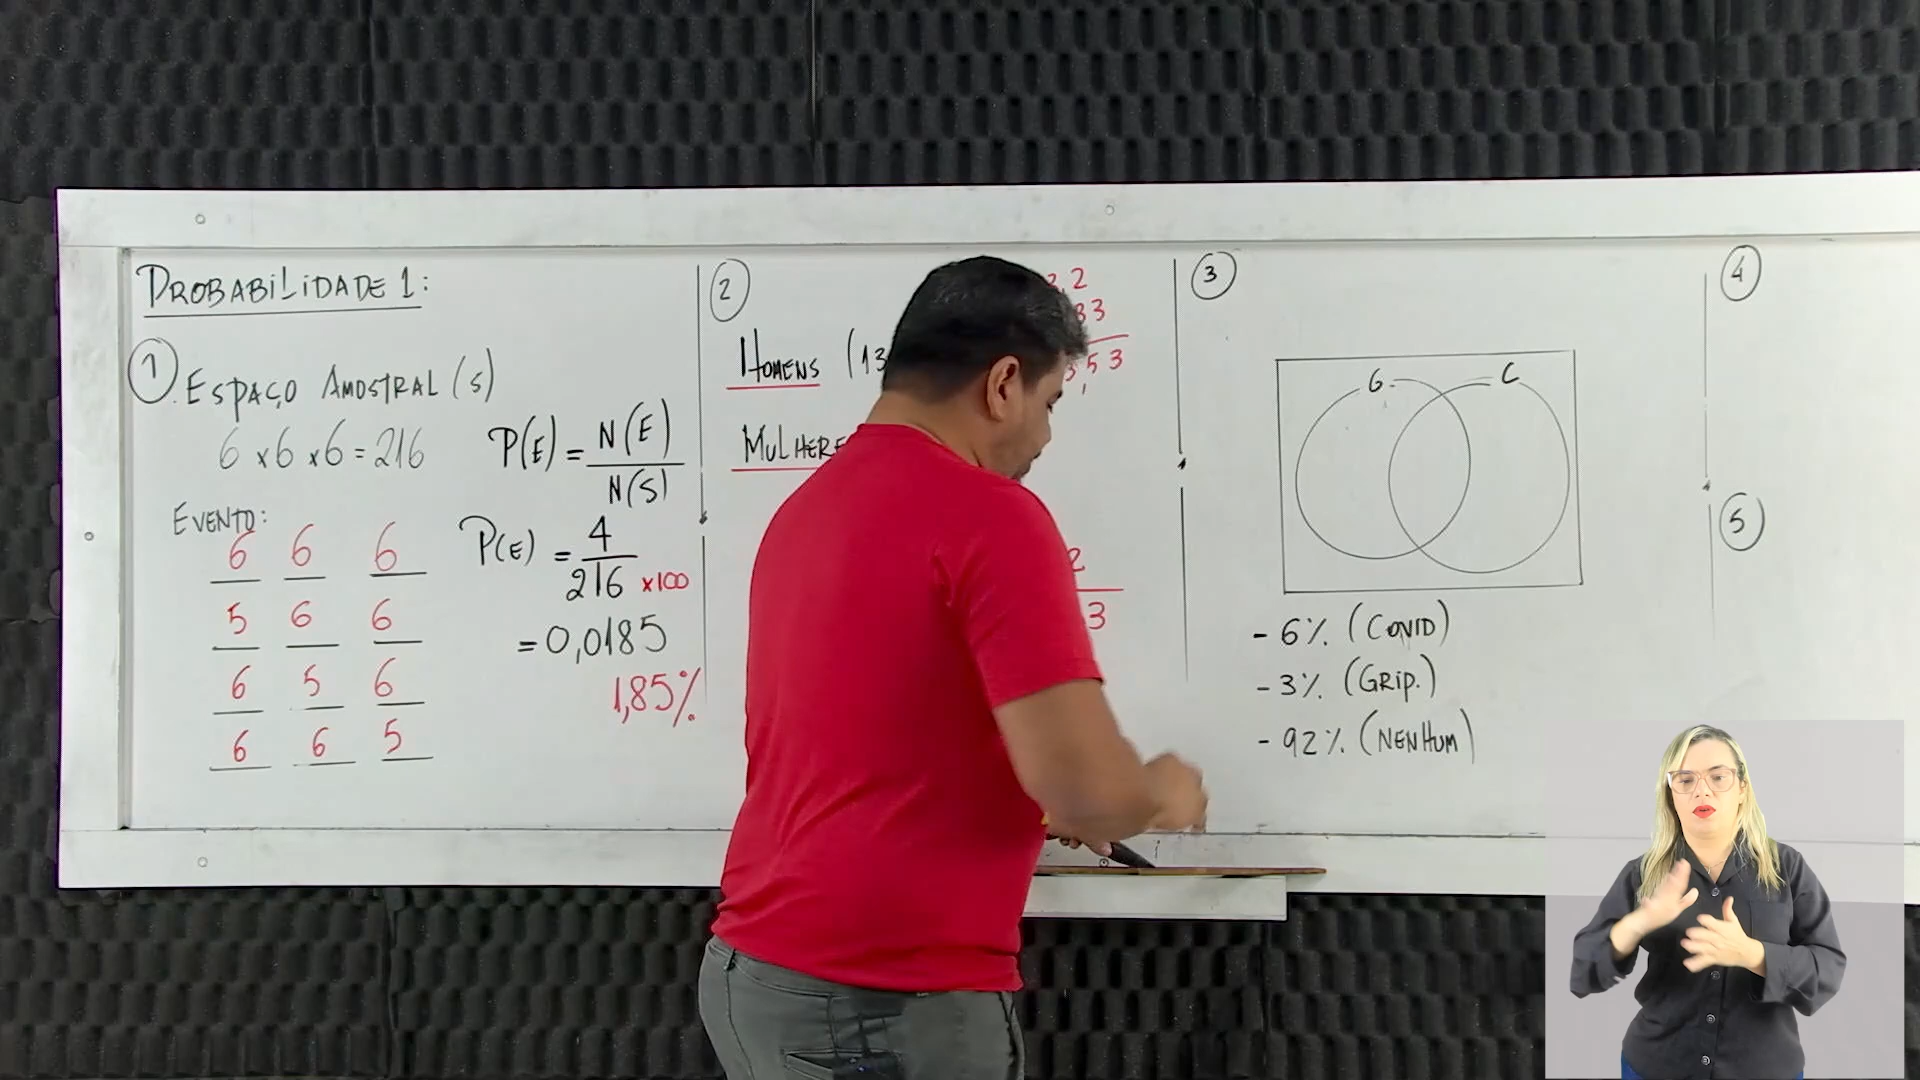 PROBABILIDADE 1:
1
ESPAÇO AMOSTRAL (S)
6 x 6 x 6 = 216
P(E) = N(E)
N(S)
EVENTO:
6 6 6
5 6 6
6 5 6
6 6 5
P(E) = 4
216 x100
= 0,0185
1,85%
2
HOMENS (13
MULHERE
3
G C
- 6% (COVID)
- 3% (GRIP.)
- 92% (NENHUM)
4
5